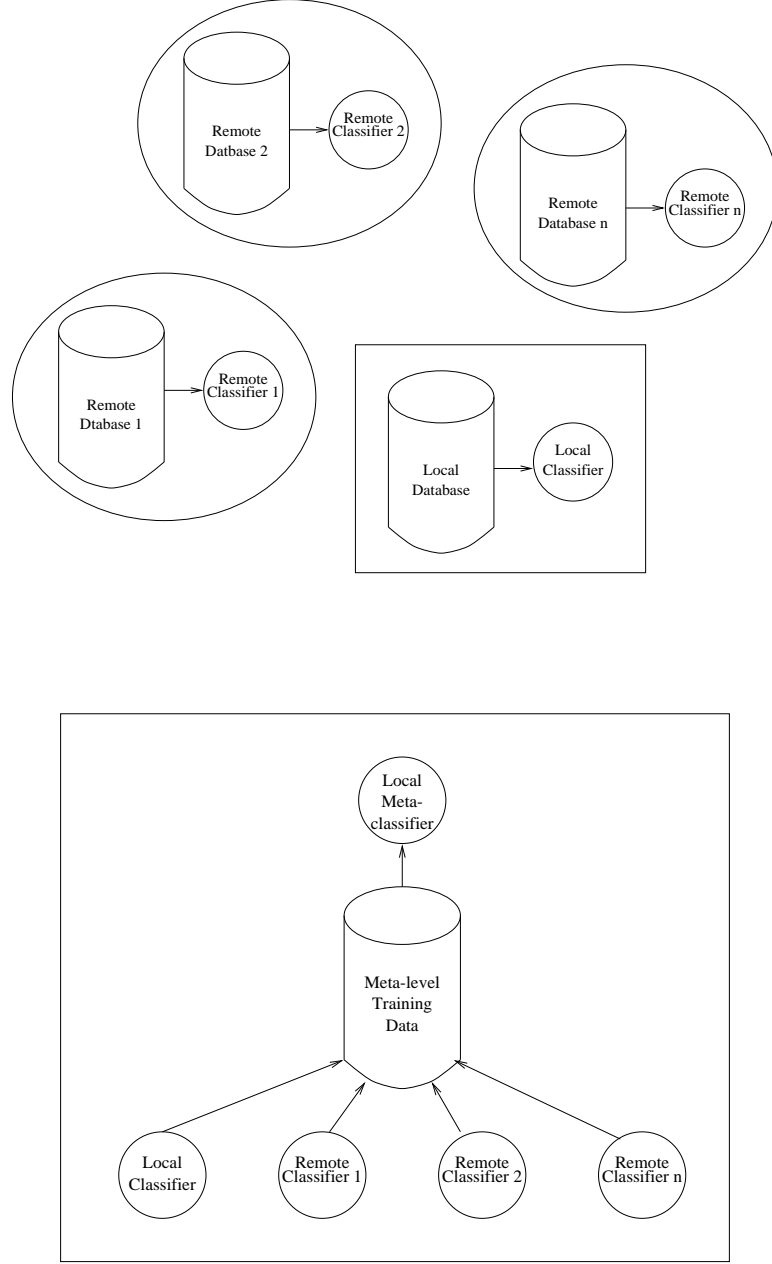 Remote
Datbase 2
Remote
Classifier 2
Remote
Database n
Remote
Classifier n
Remote
Dtabase 1
Remote
Classifier 1
Local
Database
Local
Classifier
Local
Meta-
classifier
Meta-level
Training
Data
Local
Classifier
Remote
Classifier 1
Remote
Classifier 2
Remote
Classifier n